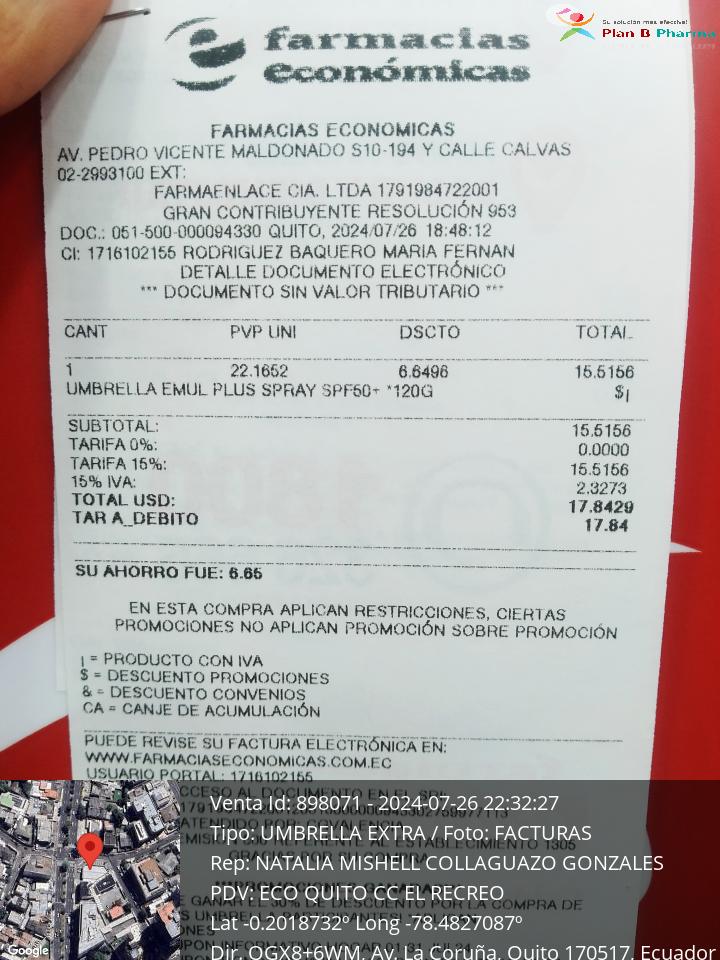 Su solución más efectiva!
Plan B Pharma
farmacias
económicas
FARMACIAS ECONOMICAS
AV. PEDRO VICENTE MALDONADO S10-194 Y CALLE CALVAS
02-2993100 EXT:
FARMAENLACE CIA. LTDA 1791984722001
GRAN CONTRIBUYENTE RESOLUCIÓN 953
DOC.: 051-500-000094330 QUITO, 2024/07/26 18:48:12
CI: 1716102155 RODRIGUEZ BAQUERO MARIA FERNAN
DETALLE DOCUMENTO ELECTRÓNICO
*** DOCUMENTO SIN VALOR TRIBUTARIO ***
CANT PVP UNI DSCTO TOTAL
1 22.1652 6.6496 15.5156
UMBRELLA EMUL PLUS SPRAY SPF50+ *120G $¡
SUBTOTAL: 15.5156
TARIFA 0%: 0.0000
TARIFA 15%: 15.5156
15% IVA: 2.3273
TOTAL USD: 17.8429
TAR A_DEBITO 17.84
SU AHORRO FUE: 6.65
EN ESTA COMPRA APLICAN RESTRICCIONES, CIERTAS
PROMOCIONES NO APLICAN PROMOCIÓN SOBRE PROMOCIÓN
¡ = PRODUCTO CON IVA
$ = DESCUENTO PROMOCIONES
& = DESCUENTO CONVENIOS
CA = CANJE DE ACUMULACIÓN
PUEDE REVISE SU FACTURA ELECTRÓNICA EN:
WWW.FARMACIASECONOMICAS.COM.EC
USUARIO PORTAL: 1716102155
Venta Id: 898071 - 2024-07-26 22:32:27
Tipo: UMBRELLA EXTRA / Foto: FACTURAS
Rep: NATALIA MISHELL COLLAGUAZO GONZALES
PDV: ECO QUITO CC EL RECREO
Lat -0.2018732º Long -78.4827087º
Dir. QGX8+6WM, Av. La Coruña, Quito 170517, Ecuador
Google